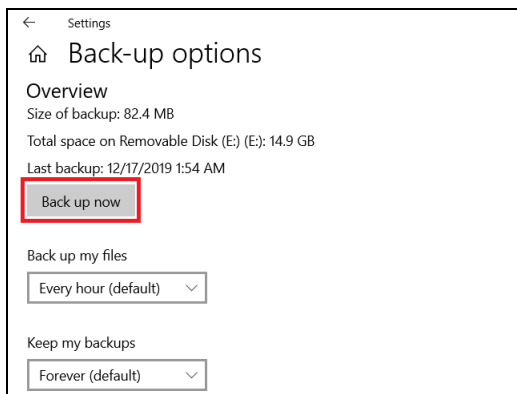 Settings
Back-up options
Overview
Size of backup: 82.4 MB
Total space on Removable Disk (E:) (E:): 14.9 GB
Last backup: 12/17/2019 1:54 AM
Back up now
Back up my files
Every hour (default)
Keep my backups
Forever (default)